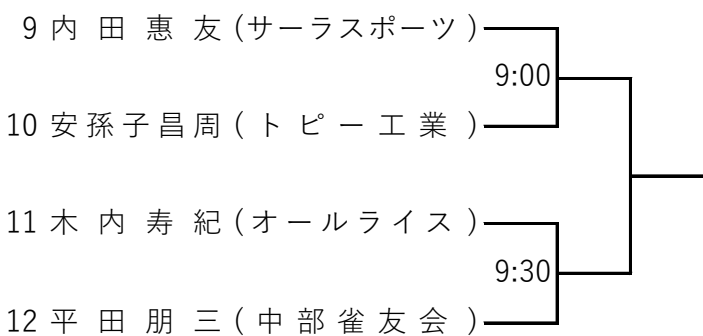 9 内田惠友 (サーラスポーツ)
9:00
10 安孫子昌周 (トピー工業)
11 木内寿紀 (オールライス)
9:30
12 平田朋三 (中部雀友会)